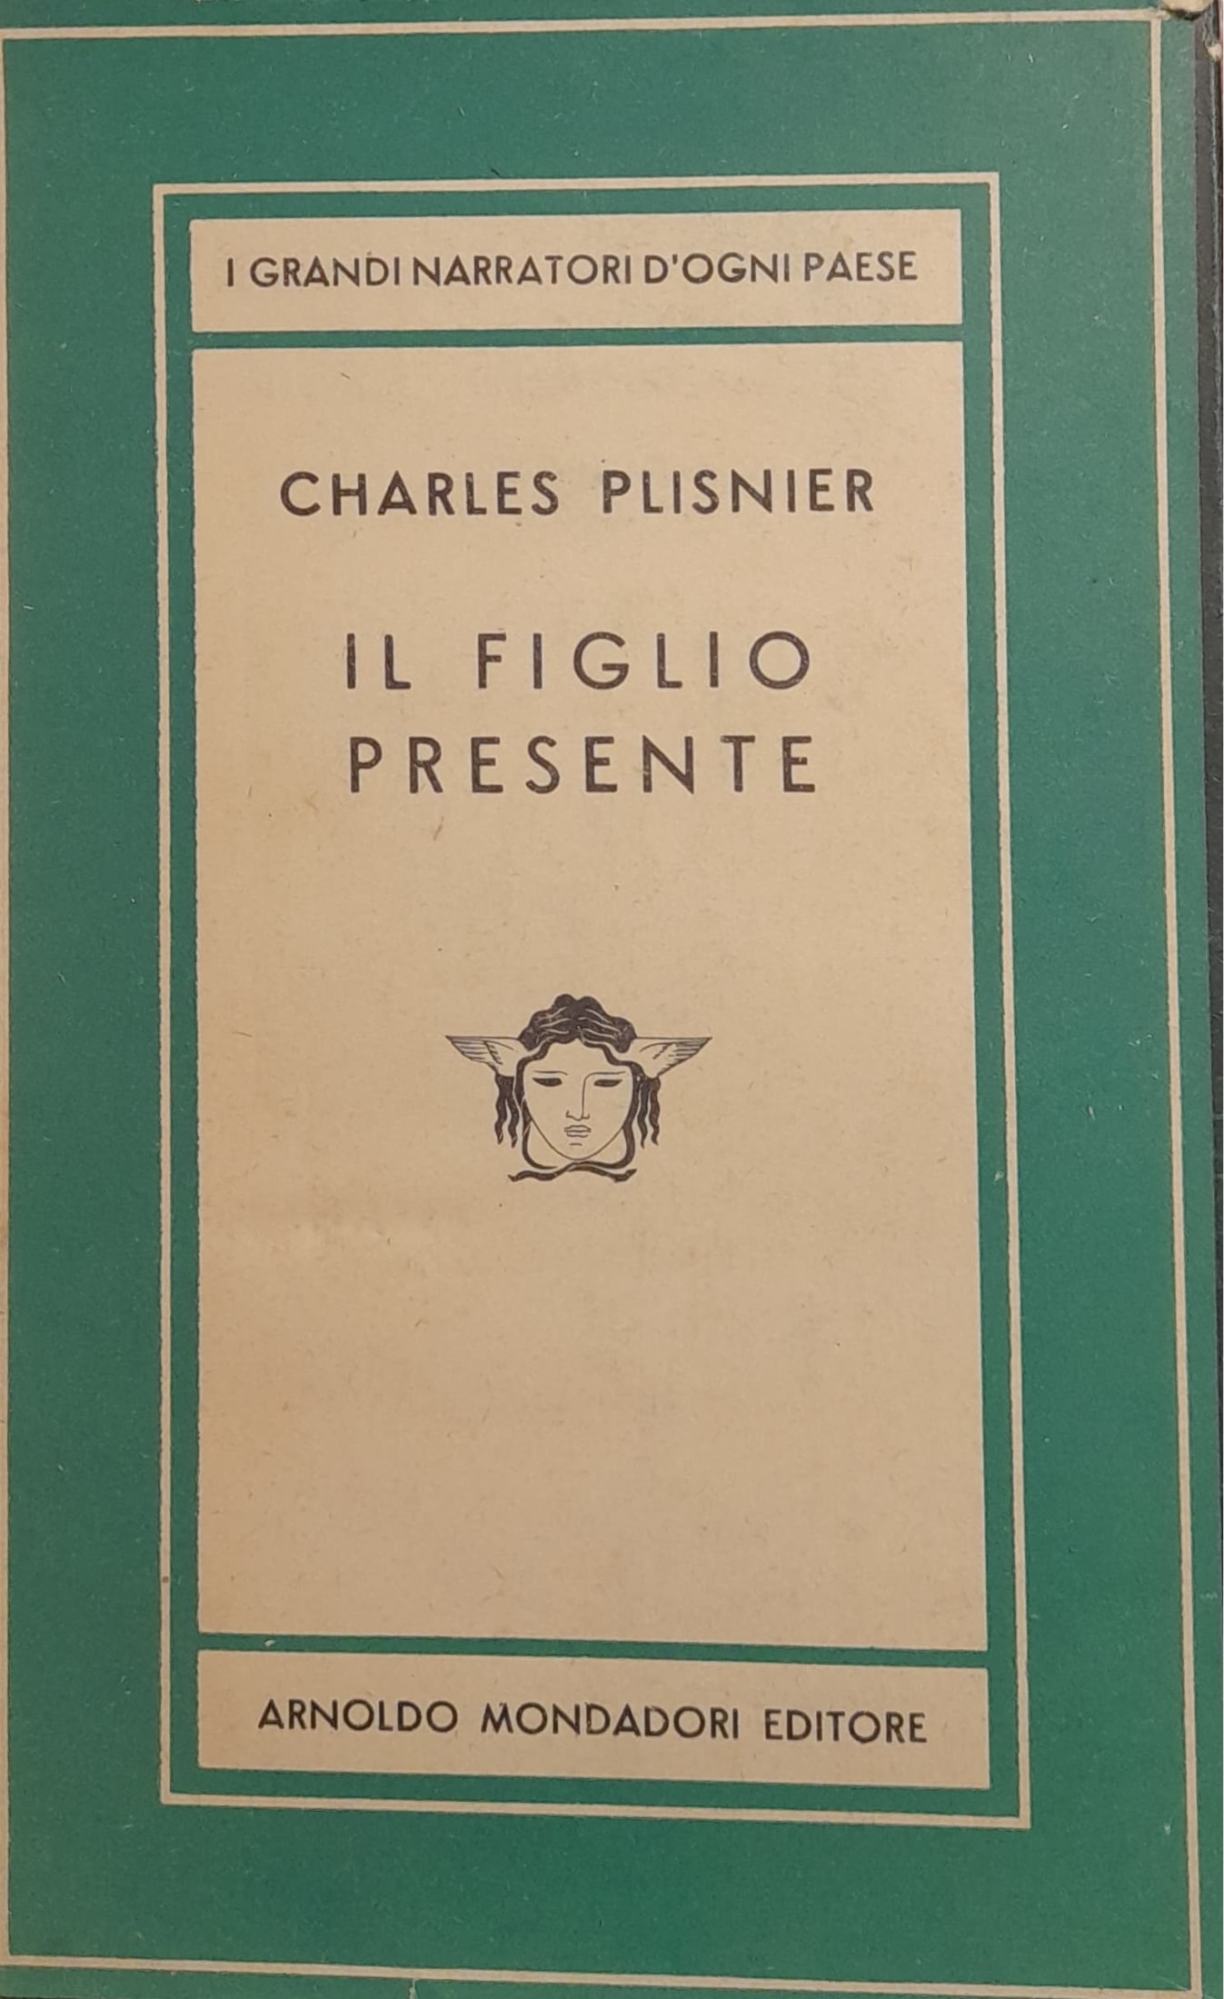 I GRANDI NARRATORI D'OGNI PAESE
CHARLES PLISNIER
IL FIGLIO
PRESENTE
ARNOLDO MONDADORI EDITORE